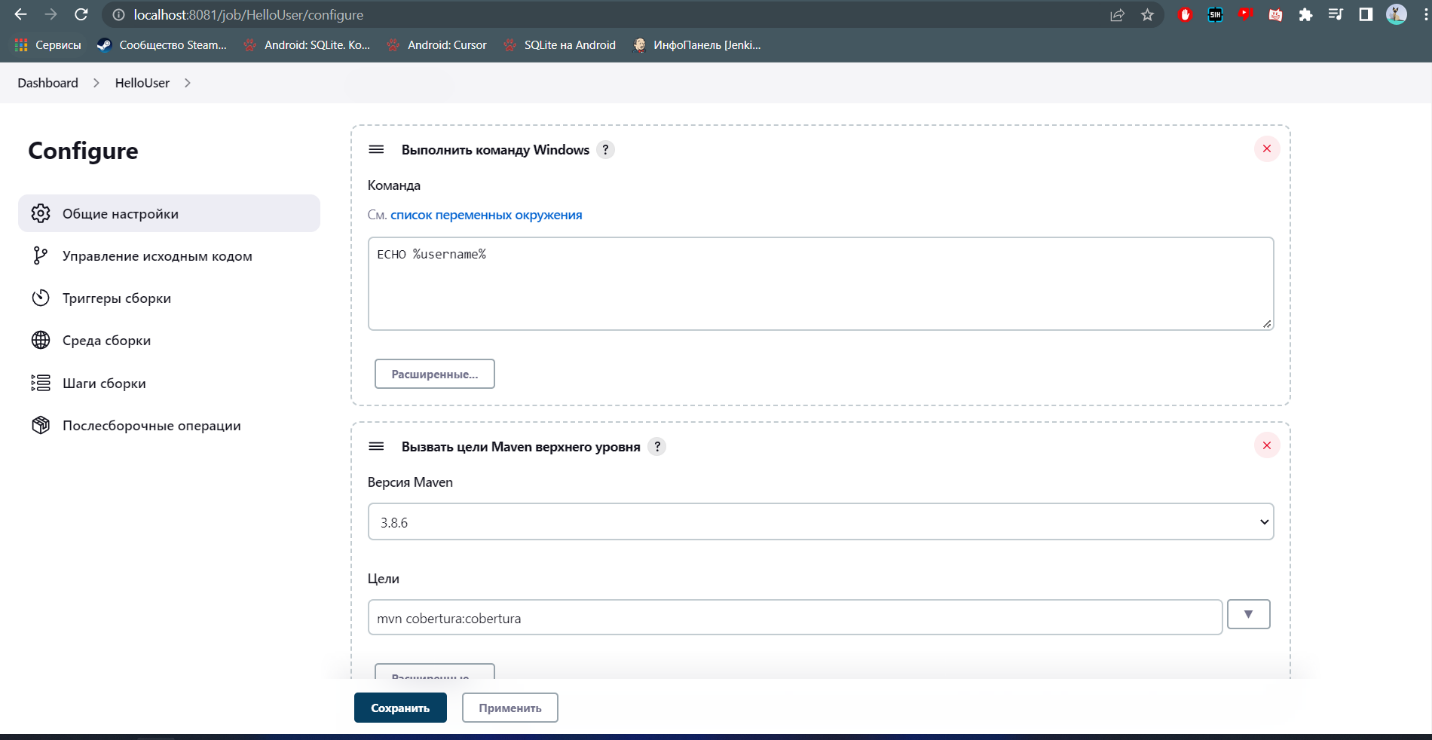 localhost:8081/job/HelloUser/configure
Сервисы Сообщество Steam... Android: SQLite. Ко... Android: Cursor SQLite на Android ИнфоПанель [Jenki...
Dashboard HelloUser
Configure
Общие настройки
Управление исходным кодом
Триггеры сборки
Среда сборки
Шаги сборки
Послесборочные операции
Выполнить команду Windows ?
Команда
См. список переменных окружения
ECHO %username%
Расширенные...
Вызвать цели Maven верхнего уровня ?
Версия Maven
3.8.6
Цели
mvn cobertura:cobertura
Расширенные...
Сохранить Применить